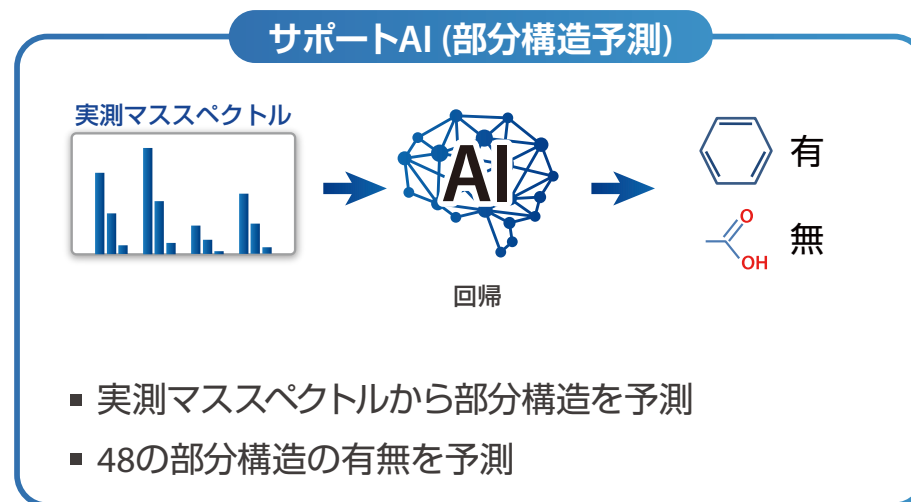 サポートAI (部分構造予測)
実測マススペクトル
AI
有
O
OH
無
回帰
▪ 実測マススペクトルから部分構造を予測
▪ 48の部分構造の有無を予測